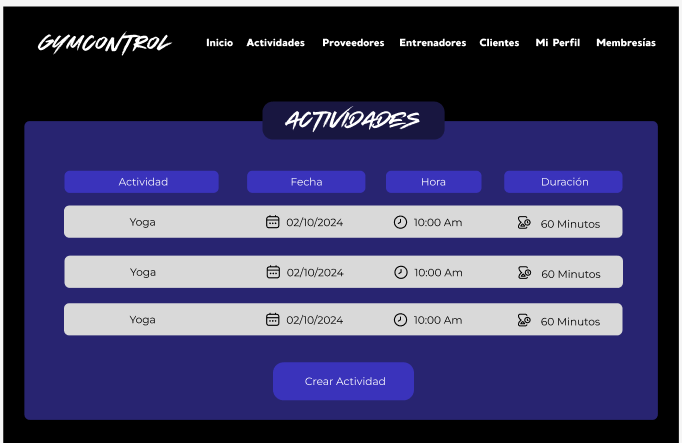 GYMCONTROL Inicio Actividades Proveedores Entrenadores Clientes Mi Perfil Membresías
ACTIVIDADES
Actividad Fecha Hora Duración
Yoga 02/10/2024 10:00 Am 60 Minutos
Yoga 02/10/2024 10:00 Am 60 Minutos
Yoga 02/10/2024 10:00 Am 60 Minutos
Crear Actividad